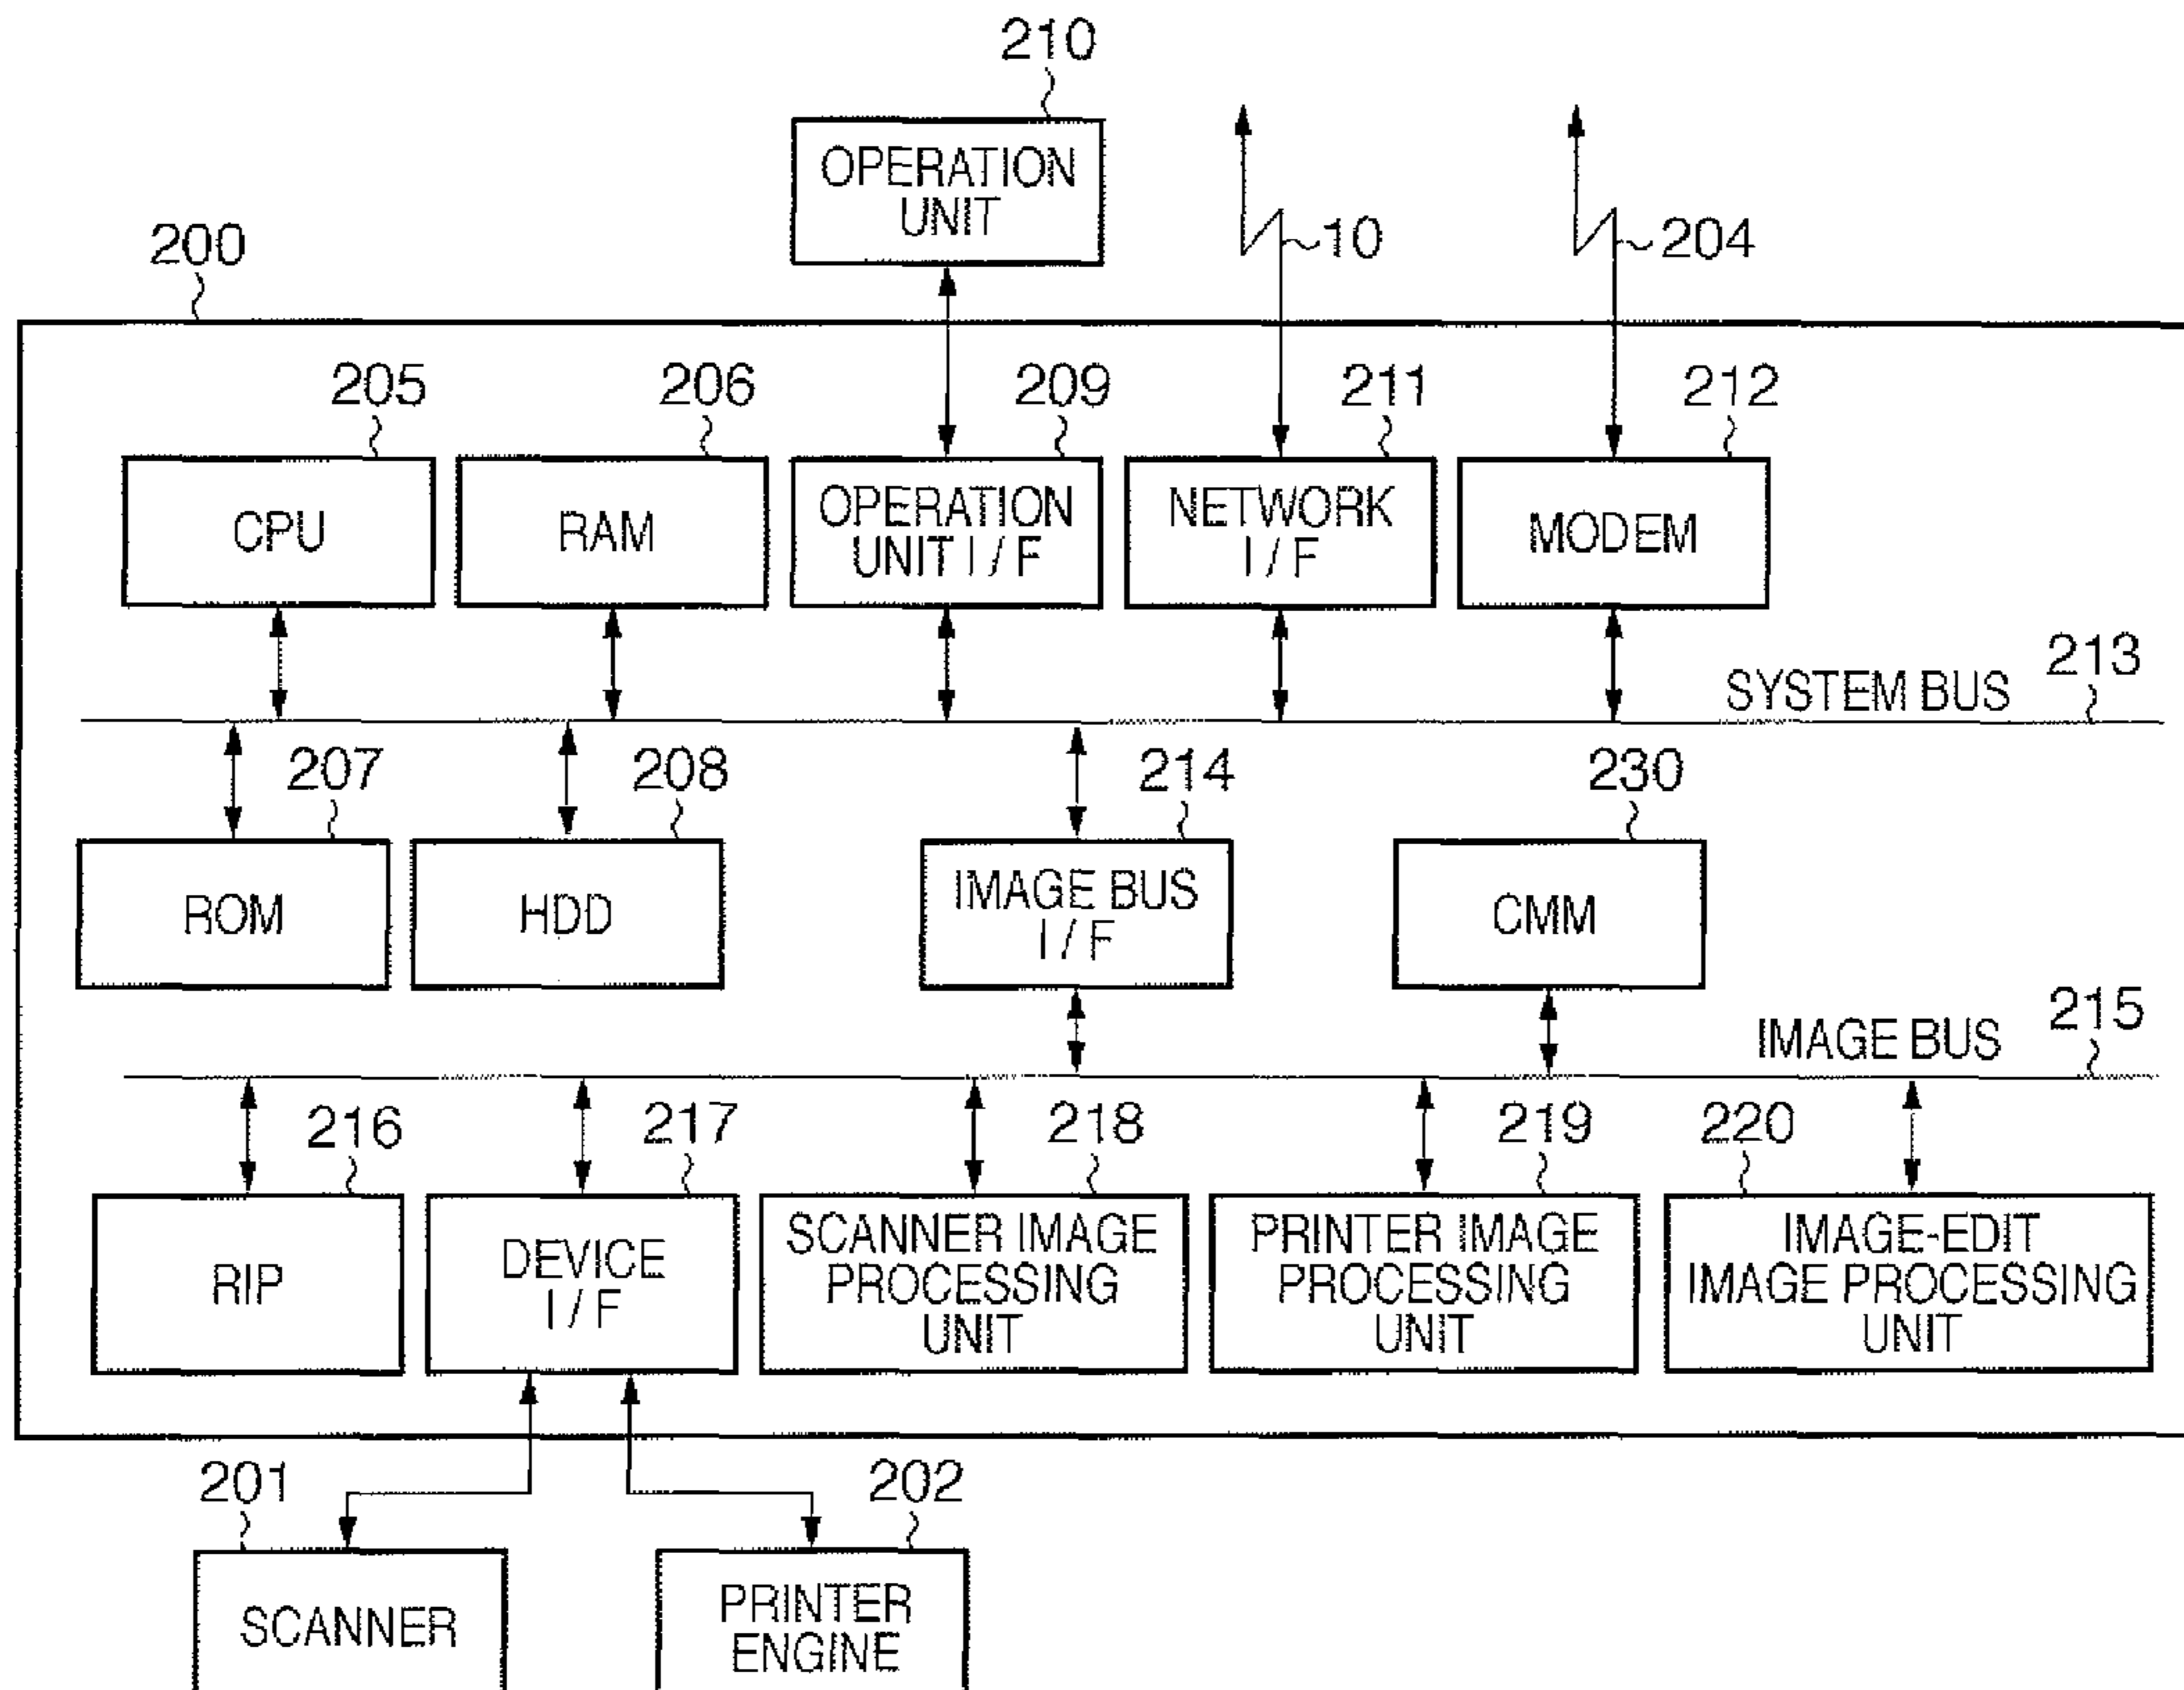 210
OPERATION
UNIT
10
204
200
205
206
209
211
212
CPU
RAM
OPERATION
UNIT I / F
NETWORK
I / F
MODEM
SYSTEM BUS
213
207
208
214
230
ROM
HDD
IMAGE BUS
I / F
CMM
IMAGE BUS
215
216
217
218
219
220
RIP
DEVICE
I / F
SCANNER IMAGE
PROCESSING
UNIT
PRINTER IMAGE
PROCESSING
UNIT
IMAGE-EDIT
IMAGE PROCESSING
UNIT
201
202
SCANNER
PRINTER
ENGINE